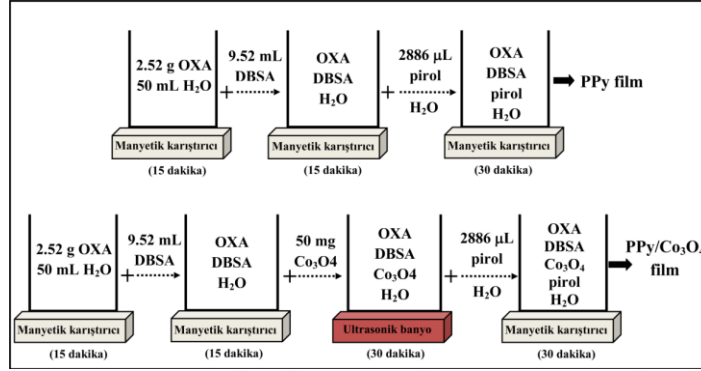 2.52 g OXA
50 mL H₂O
+
9.52 mL
DBSA
OXA
DBSA
H₂O
+
2886 µL
pirol
H₂O
OXA
DBSA
pirol
H₂O
PPy film
Manyetik karıştırıcı
Manyetik karıştırıcı
Manyetik karıştırıcı
(15 dakika)
(15 dakika)
(30 dakika)
2.52 g OXA
50 mL H₂O
+
9.52 mL
DBSA
OXA
DBSA
H₂O
+
50 mg
Co₃O4
OXA
DBSA
Co₃O4
H₂O
+
2886 µL
pirol
H₂O
OXA
DBSA
Co₃O₄
pirol
H₂O
PPy/Co₃O
film
Manyetik karıştırıcı
Manyetik karıştırıcı
Ultrasonik banyo
Manyetik karıştırıcı
(15 dakika)
(15 dakika)
(30 dakika)
(30 dakika)